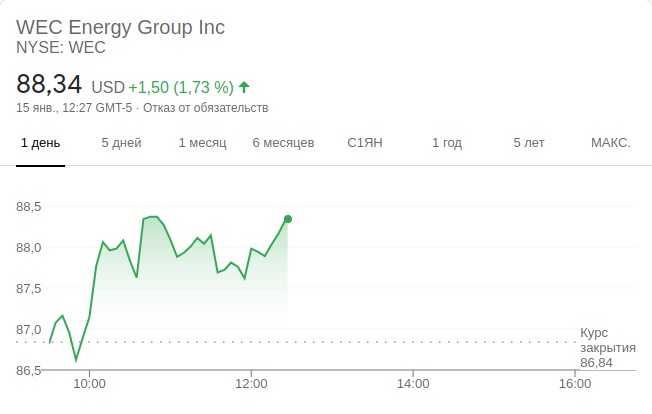 WEC Energy Group Inc
NYSE: WEC
88,34 USD +1,50 (1,73 %)
15 янв., 12:27 GMT-5 · Отказ от обязательств
1 день 5 дней 1 месяц 6 месяцев С1ЯН 1 год 5 лет МАКС.
88,5
88,0
87,5
87,0
86,5
Курс
закрытия
86,84
10:00 12:00 14:00 16:00